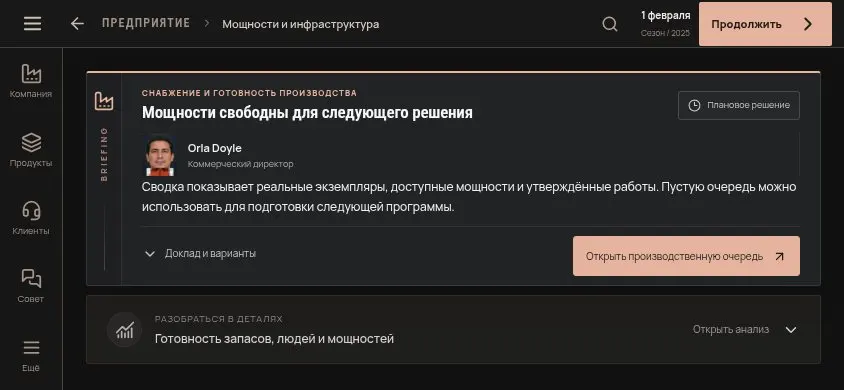 ПРЕДПРИЯТИЕ
Мощности и инфраструктура
1 февраля
Сезон / 2025
Продолжить
Компания
Продукты
Клиенты
Совет
Ещё
BRIEFING
СНАБЖЕНИЕ И ГОТОВНОСТЬ ПРОИЗВОДСТВА
Мощности свободны для следующего решения
Плановое решение
Orla Doyle
Коммерческий директор
Сводка показывает реальные экземпляры, доступные мощности и утверждённые работы. Пустую очередь можно
использовать для подготовки следующей программы.
Доклад и варианты
Открыть производственную очередь
РАЗОБРАТЬСЯ В ДЕТАЛЯХ
Готовность запасов, людей и мощностей
Открыть анализ